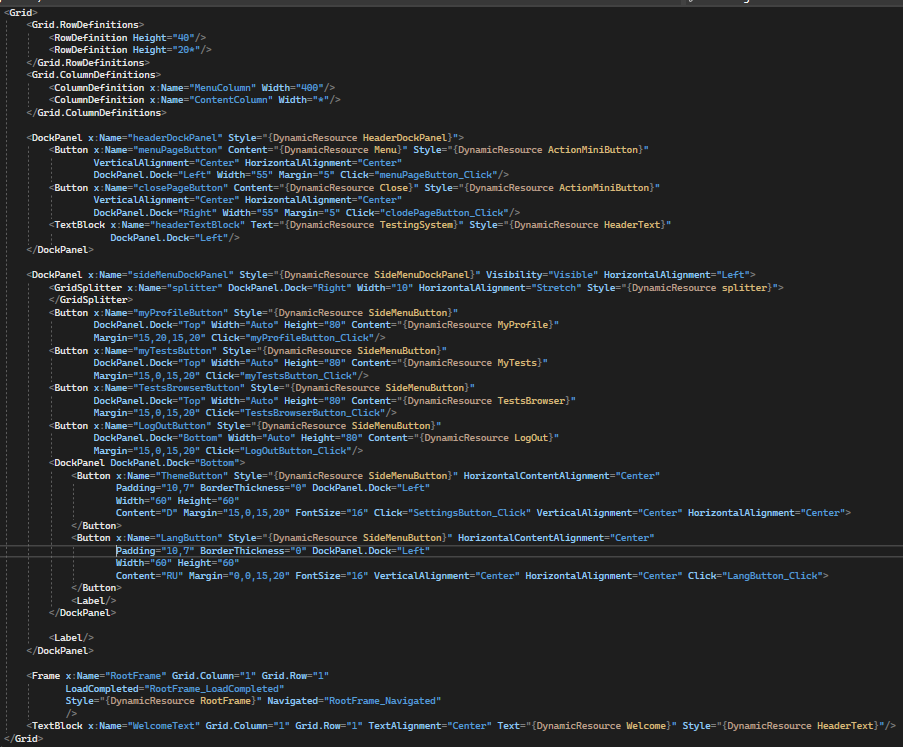 <Grid>
<Grid.RowDefinitions>
<RowDefinition Height="40"/>
<RowDefinition Height="20*"/>
</Grid.RowDefinitions>
<Grid.ColumnDefinitions>
<ColumnDefinition x:Name="MenuColumn" Width="400"/>
<ColumnDefinition x:Name="ContentColumn" Width="*"/>
</Grid.ColumnDefinitions>
<DockPanel x:Name="headerDockPanel" Style="{DynamicResource HeaderDockPanel}">
<Button x:Name="menuPageButton" Content="{DynamicResource Menu}" Style="{DynamicResource ActionMiniButton}"
VerticalAlignment="Center" HorizontalAlignment="Center"
DockPanel.Dock="Left" Width="55" Margin="5" Click="menuPageButton_Click"/>
<Button x:Name="closePageButton" Content="{DynamicResource Close}" Style="{DynamicResource ActionMiniButton}"
VerticalAlignment="Center" HorizontalAlignment="Center"
DockPanel.Dock="Right" Width="55" Margin="5" Click="clodePageButton_Click"/>
<TextBlock x:Name="headerTextBlock" Text="{DynamicResource TestingSystem}" Style="{DynamicResource HeaderText}"
DockPanel.Dock="Left"/>
</DockPanel>
<DockPanel x:Name="sideMenuDockPanel" Style="{DynamicResource SideMenuDockPanel}" Visibility="Visible" HorizontalAlignment="Left">
<GridSplitter x:Name="splitter" DockPanel.Dock="Right" Width="10" HorizontalAlignment="Stretch" Style="{DynamicResource splitter}">
</GridSplitter>
<Button x:Name="myProfileButton" Style="{DynamicResource SideMenuButton}"
DockPanel.Dock="Top" Width="Auto" Height="80" Content="{DynamicResource MyProfile}"
Margin="15,20,15,20" Click="myProfileButton_Click"/>
<Button x:Name="myTestsButton" Style="{DynamicResource SideMenuButton}"
DockPanel.Dock="Top" Width="Auto" Height="80" Content="{DynamicResource MyTests}"
Margin="15,0,15,20" Click="myTestsButton_Click"/>
<Button x:Name="TestsBrowserButton" Style="{DynamicResource SideMenuButton}"
DockPanel.Dock="Top" Width="Auto" Height="80" Content="{DynamicResource TestsBrowser}"
Margin="15,0,15,20" Click="TestsBrowserButton_Click"/>
<Button x:Name="LogOutButton" Style="{DynamicResource SideMenuButton}"
DockPanel.Dock="Bottom" Width="Auto" Height="80" Content="{DynamicResource LogOut}"
Margin="15,0,15,20" Click="LogOutButton_Click"/>
<DockPanel DockPanel.Dock="Bottom">
<Button x:Name="ThemeButton" Style="{DynamicResource SideMenuButton}" HorizontalContentAlignment="Center"
Padding="10,7" BorderThickness="0" DockPanel.Dock="Left"
Width="60" Height="60"
Content="D" Margin="15,0,15,20" FontSize="16" Click="SettingsButton_Click" VerticalAlignment="Center" HorizontalAlignment="Center">
</Button>
<Button x:Name="LangButton" Style="{DynamicResource SideMenuButton}" HorizontalContentAlignment="Center"
Padding="10,7" BorderThickness="0" DockPanel.Dock="Left"
Width="60" Height="60"
Content="RU" Margin="0,0,15,20" FontSize="16" VerticalAlignment="Center" HorizontalAlignment="Center" Click="LangButton_Click">
</Button>
<Label/>
</DockPanel>
<Label/>
</DockPanel>
<Frame x:Name="RootFrame" Grid.Column="1" Grid.Row="1"
LoadCompleted="RootFrame_LoadCompleted"
Style="{DynamicResource RootFrame}" Navigated="RootFrame_Navigated"
/>
<TextBlock x:Name="WelcomeText" Grid.Column="1" Grid.Row="1" TextAlignment="Center" Text="{DynamicResource Welcome}" Style="{DynamicResource HeaderText}"/>
</Grid>